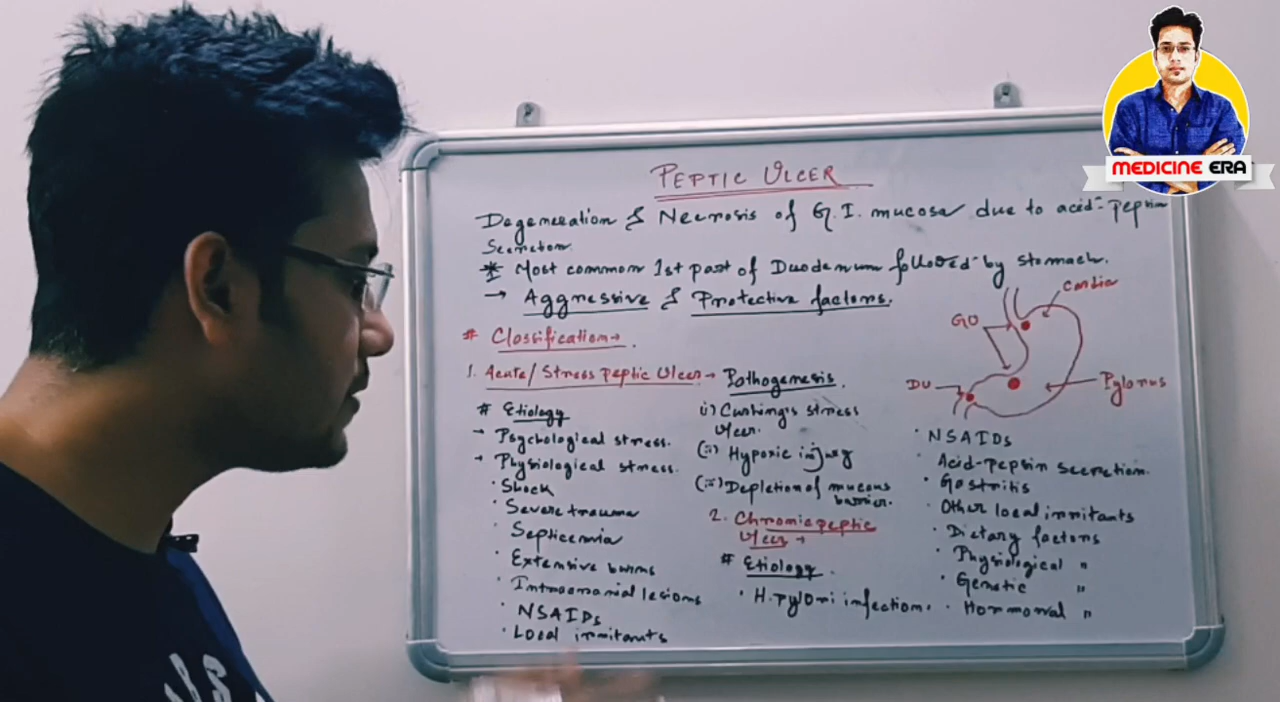 MEDICINE ERA
PEPTIC ULCER
Degeneration & Necrosis of G.I. mucosa due to acid-pepsin
Secretion
* Most common 1st part of Duodenum followed by stomach.
→ Aggressive & Protective factors.
# Classification→
1. Acute/Stress Peptic Ulcer→
# Etiology
→ Psychological stress.
→ Physiological stress.
· Shock
· Severe trauma
· Septicemia
· Extensive burns
· Intracranial lesions
· NSAIDs
· Local irritants
Pathogenesis.
(i) Cushing's stress
Ulcer.
(ii) Hypoxic injury
(iii) Depletion of mucous
barrier.
2. Chronic peptic
Ulcer →
# Etiology.
· H. pylori infection.
Cardia
GO
DU
Pylorus
· NSAIDs
· Acid-pepsin secretion.
· Gastritis
· Other local irritants
· Dietary factors
· Physiological "
· Genetic "
· Hormonal "